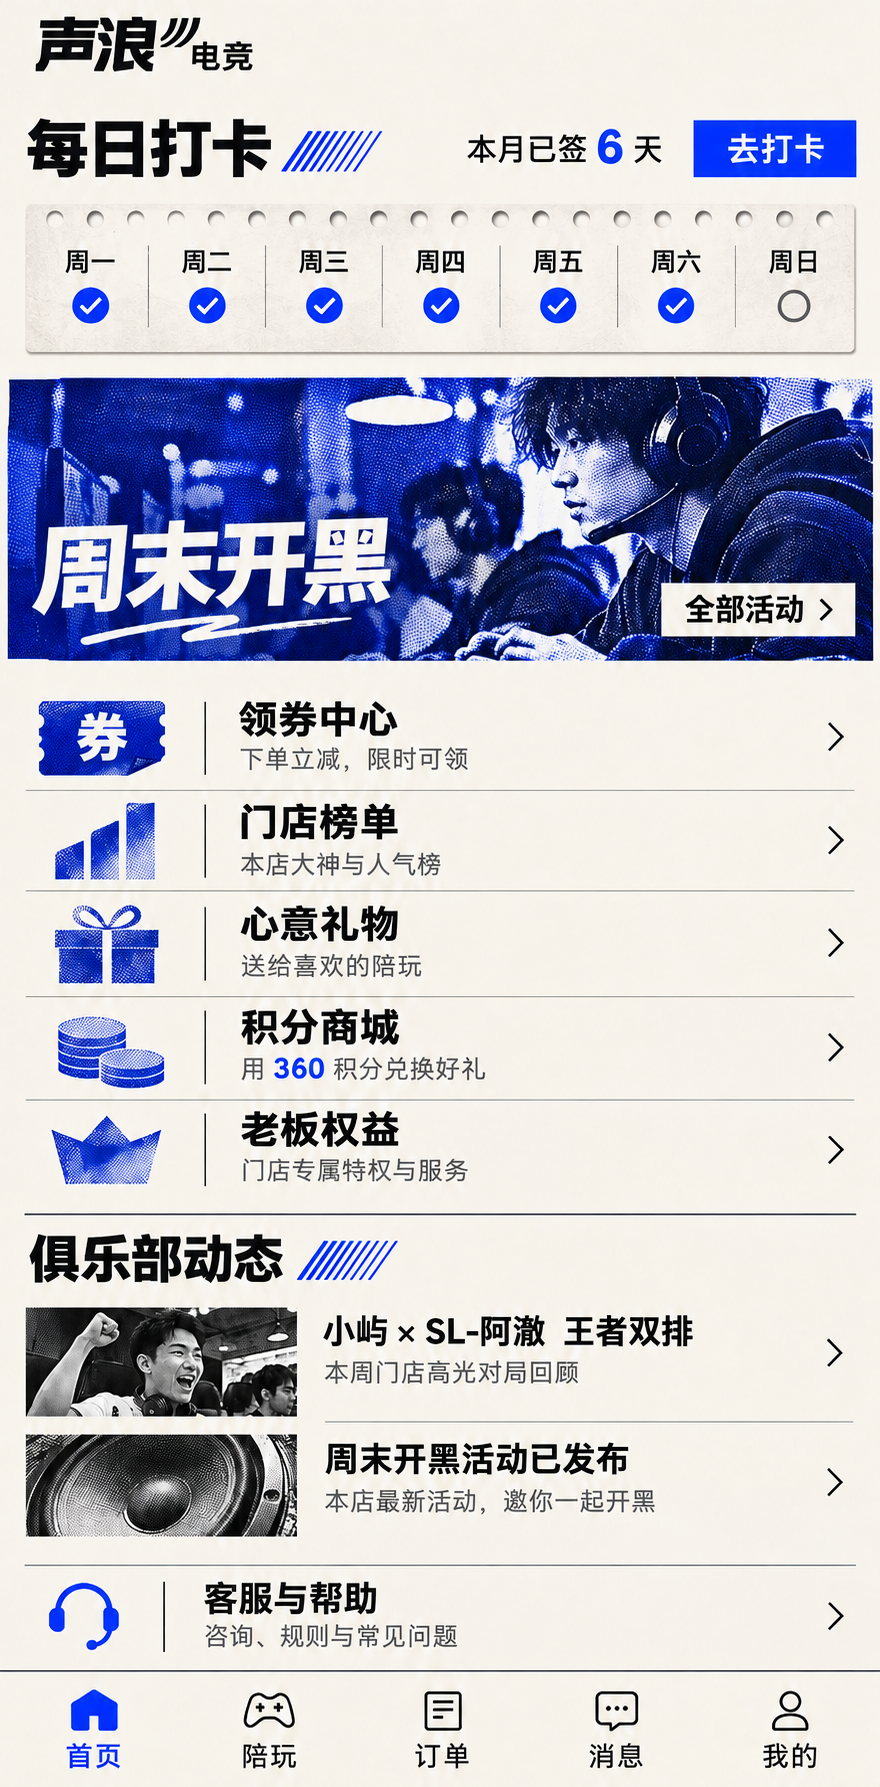 声浪电竞
每日打卡
本月已签 6 天
去打卡
周一 周二 周三 周四 周五 周六 周日
周末开黑
全部活动
券
领券中心
下单立减，限时可领
门店榜单
本店大神与人气榜
心意礼物
送给喜欢的陪玩
积分商城
用 360 积分兑换好礼
老板权益
门店专属特权与服务
俱乐部动态
小屿 × SL-阿澈 王者双排
本周门店高光对局回顾
周末开黑活动已发布
本店最新活动，邀你一起开黑
客服与帮助
咨询、规则与常见问题
首页 陪玩 订单 消息 我的